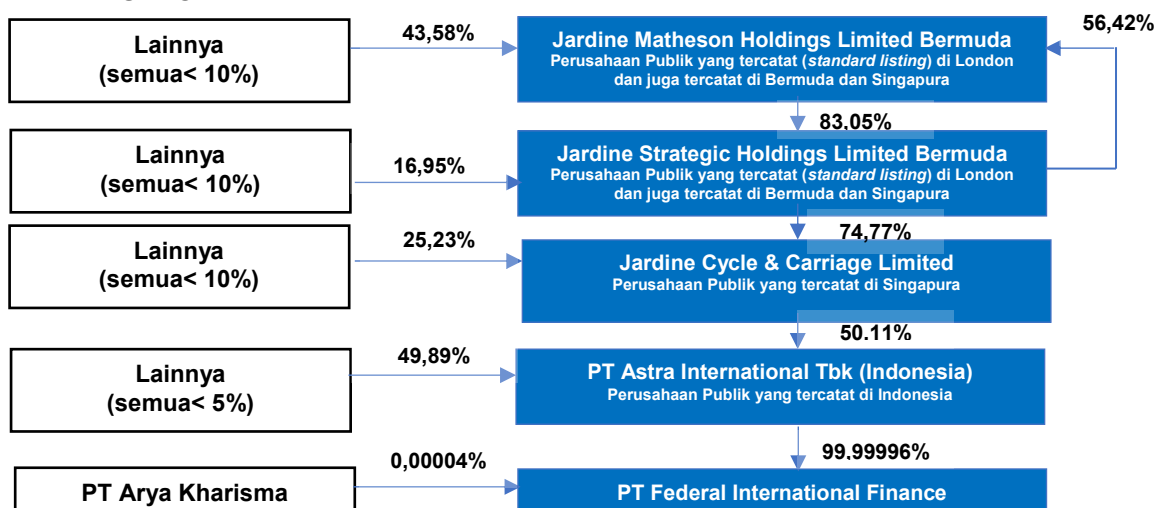 56,42%
Lainnya
(semua< 10%)
43,58%
Jardine Matheson Holdings Limited Bermuda
Perusahaan Publik yang tercatat (standard listing) di London
dan juga tercatat di Bermuda dan Singapura
83,05%
Lainnya
(semua< 10%)
16,95%
Jardine Strategic Holdings Limited Bermuda
Perusahaan Publik yang tercatat (standard listing) di London
dan juga tercatat di Bermuda dan Singapura
74,77%
Lainnya
(semua< 10%)
25,23%
Jardine Cycle & Carriage Limited
Perusahaan Publik yang tercatat di Singapura
50.11%
Lainnya
(semua< 5%)
49,89%
PT Astra International Tbk (Indonesia)
Perusahaan Publik yang tercatat di Indonesia
99.99996%
PT Arya Kharisma
0,00004%
PT Federal International Finance